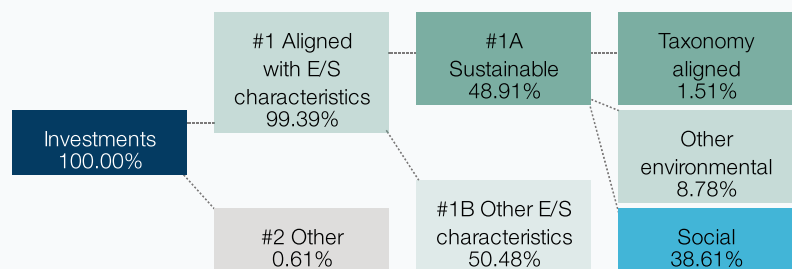 Investments
100.00%
#1 Aligned
with E/S
characteristics
99.39%
#2 Other
0.61%
#1A
Sustainable
48.91%
#1B Other E/S
characteristics
50.48%
Taxonomy
aligned
1.51%
Other
environmental
8.78%
Social
38.61%